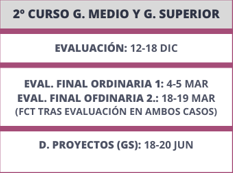 2º CURSO G. MEDIO Y G. SUPERIOR
EVALUACIÓN: 12-18 DIC
EVAL. FINAL ORDINARIA 1: 4-5 MAR
EVAL. FINAL OFDINARIA 2.: 18-19 MAR
(FCT TRAS EVALUACIÓN EN AMBOS CASOS)
D. PROYECTOS (GS): 18-20 JUN